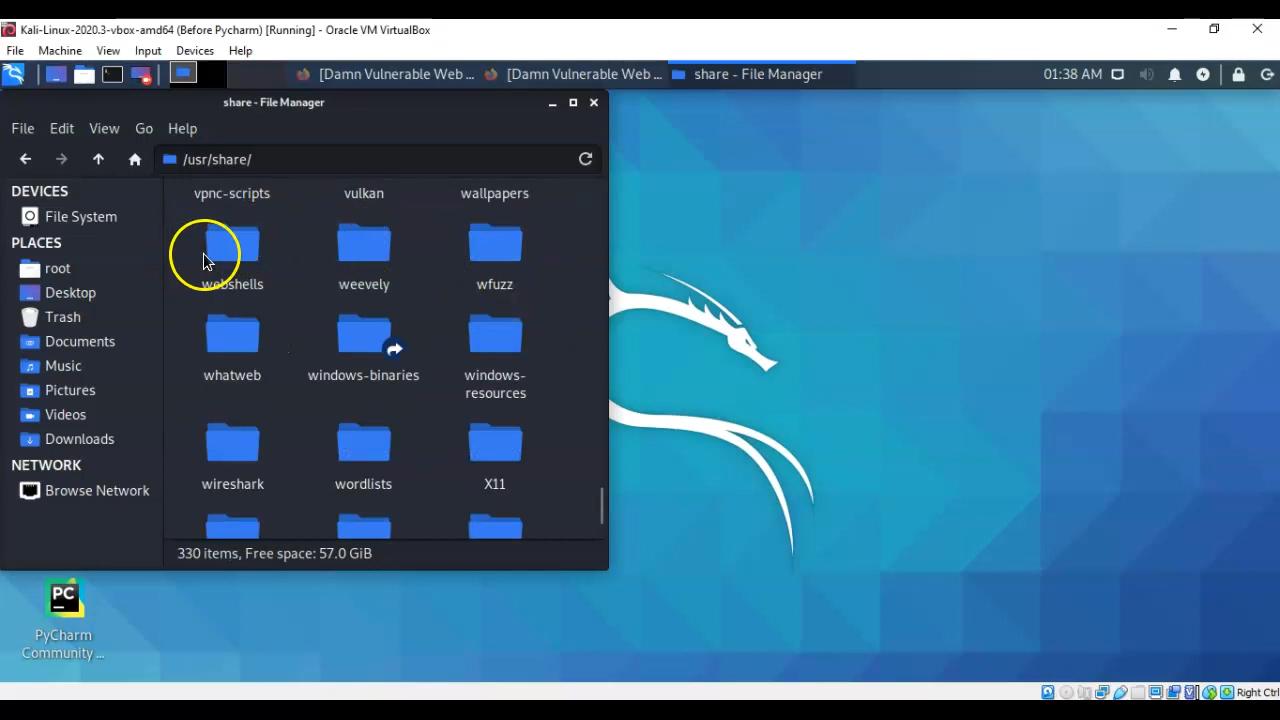 Kali-Linux-2020.3-vbox-amd64 (Before Pycharm) [Running] - Oracle VM VirtualBox
File Machine View Input Devices Help
[Damn Vulnerable Web ... [Damn Vulnerable Web ... share - File Manager 01:38 AM
share - File Manager
File Edit View Go Help
/usr/share/
DEVICES
File System
PLACES
root
Desktop
Trash
Documents
Music
Pictures
Videos
Downloads
NETWORK
Browse Network
vpnc-scripts vulkan wallpapers
webshells weevely wfuzz
whatweb windows-binaries windows-
resources
wireshark wordlists X11
330 items, Free space: 57.0 GiB
PC
PyCharm
Community ...
Right Ctrl